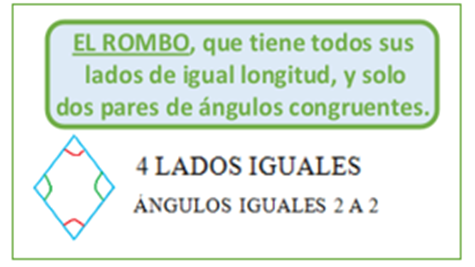 EL ROMBO, que tiene todos sus
lados de igual longitud, y solo
dos pares de ángulos congruentes.
4 LADOS IGUALES
ÁNGULOS IGUALES 2 A 2